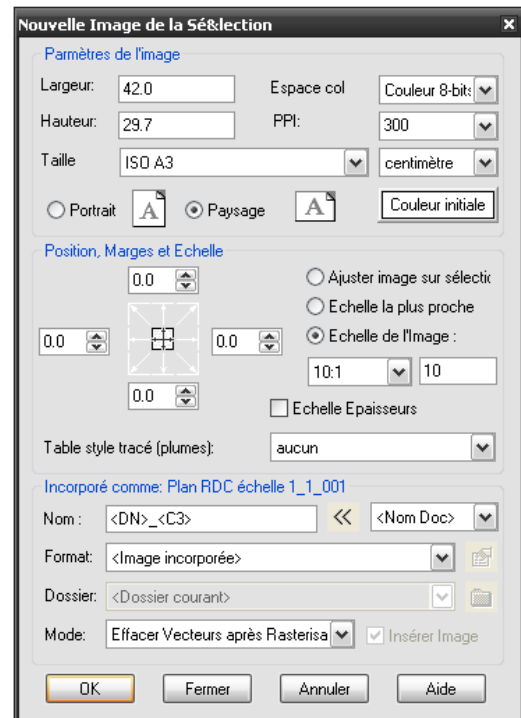 Nouvelle Image de la Sé&lection
Parmètres de l'image
Largeur: 42.0 Espace col Couleur 8-bits
Hauteur: 29.7 PPI: 300
Taille ISO A3 centimètre
Portrait A Paysage A Couleur initiale
Position, Marges et Echelle
0.0 Ajuster image sur sélectic
Echelle la plus proche
0.0 0.0 Echelle de l'Image :
10:1 10
0.0 Echelle Epaisseurs
Table style tracé (plumes): aucun
Incorporé comme: Plan RDC échelle 1_1_001
Nom : <DN>_<C3> << <Nom Doc>
Format: <Image incorporée>
Dossier: <Dossier courant>
Mode: Effacer Vecteurs après Rasterisa Insérer Image
OK Fermer Annuler Aide